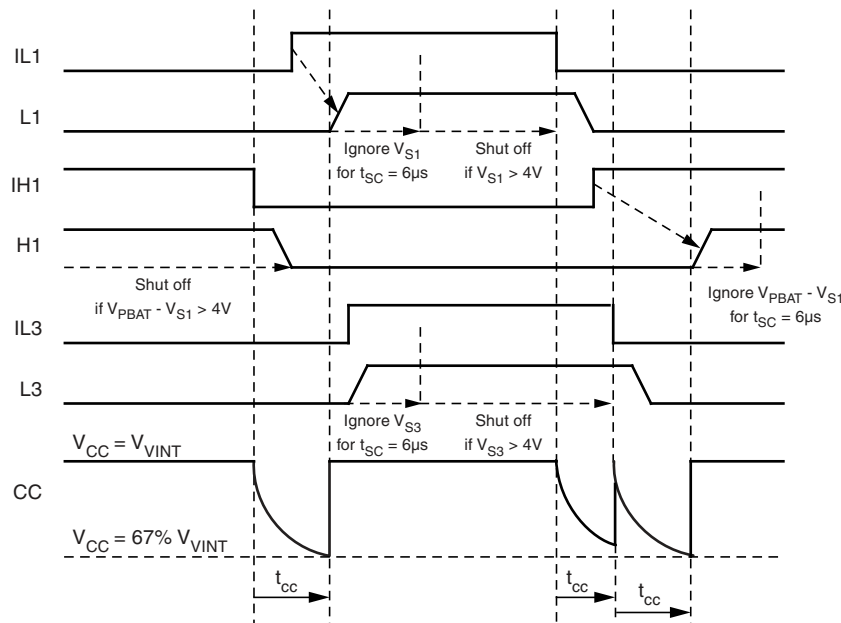 IL1
L1
Ignore VS1
for tSC = 6µs
Shut off
if VS1 > 4V
IH1
H1
Shut off
if VPBAT - VS1 > 4V
Ignore VPBAT - VS1
for tSC = 6µs
IL3
L3
Ignore VS3
for tSC = 6µs
Shut off
if VS3 > 4V
VCC = VVINT
CC
VCC = 67% VVINT
tcc
tcc
tcc